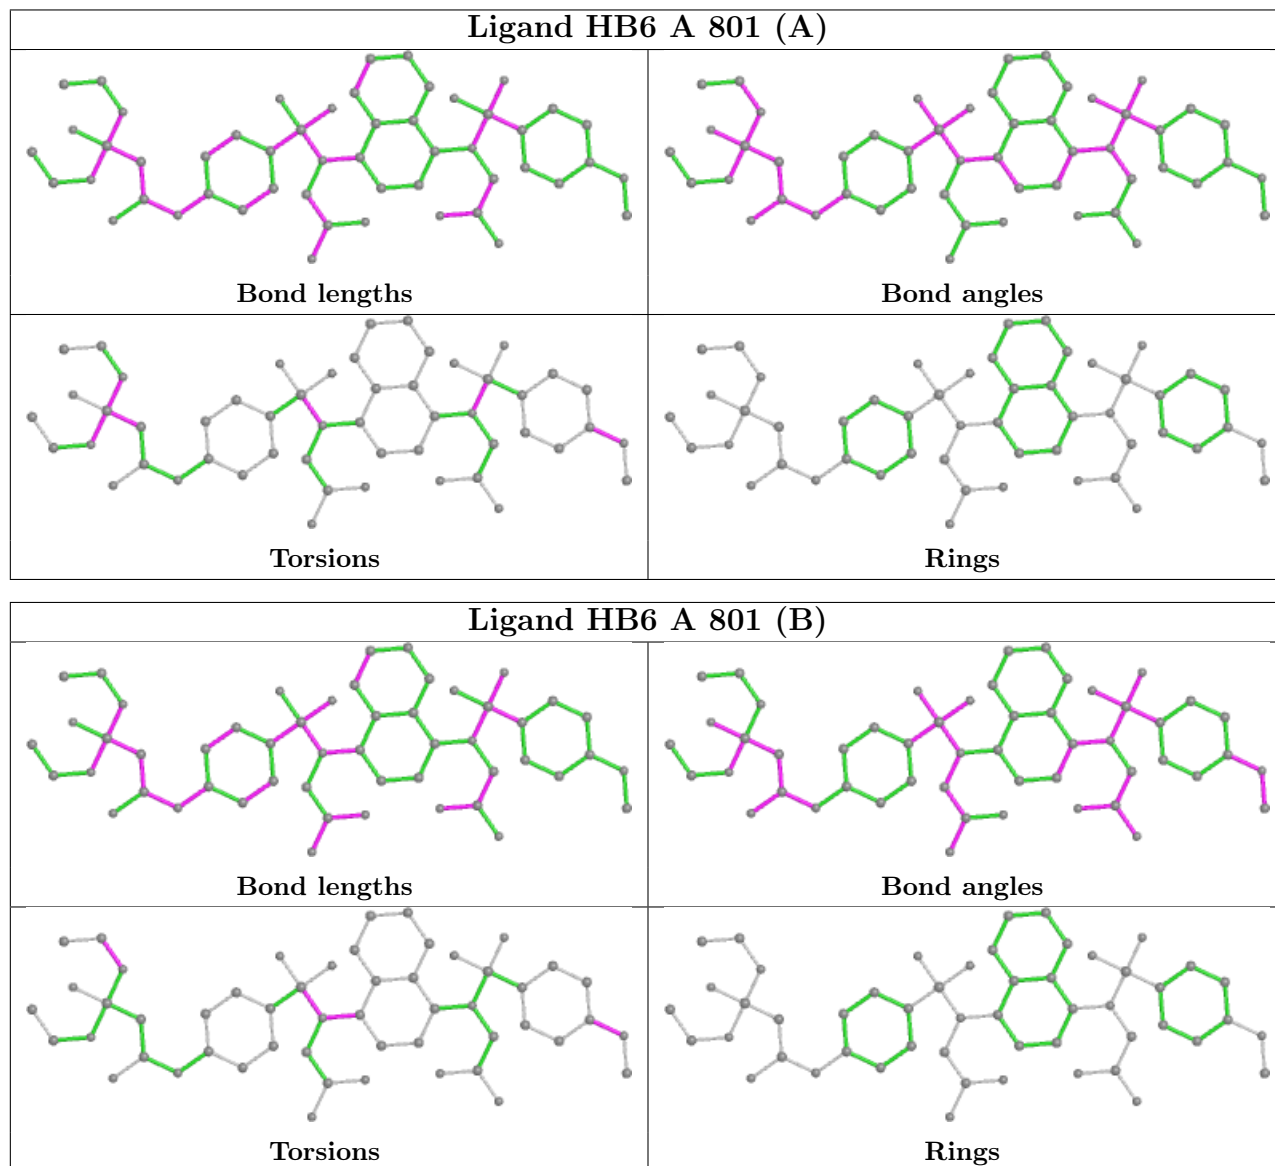 Ligand HB6 A 801 (A)
Bond lengths
Bond angles
Torsions
Rings
Ligand HB6 A 801 (B)
Bond lengths
Bond angles
Torsions
Rings